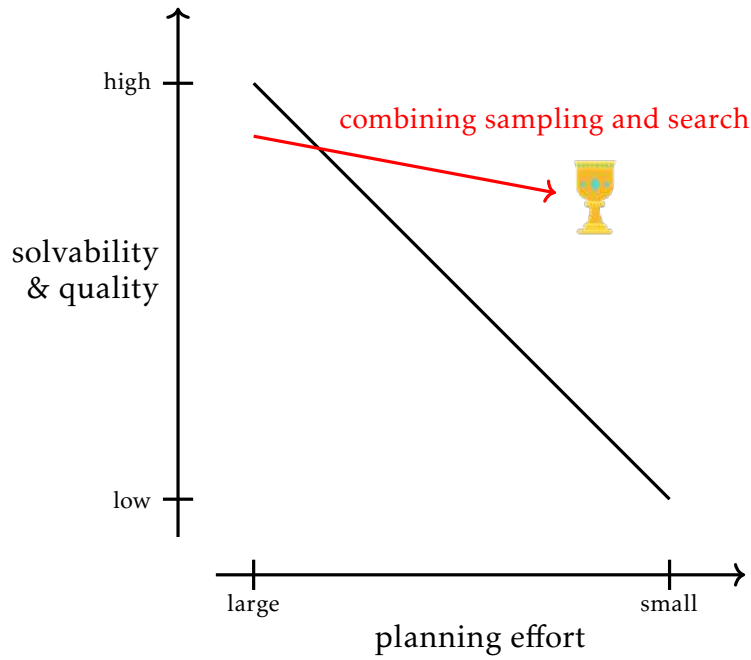 high
combining sampling and search
solvability
& quality
low
large
small
planning effort